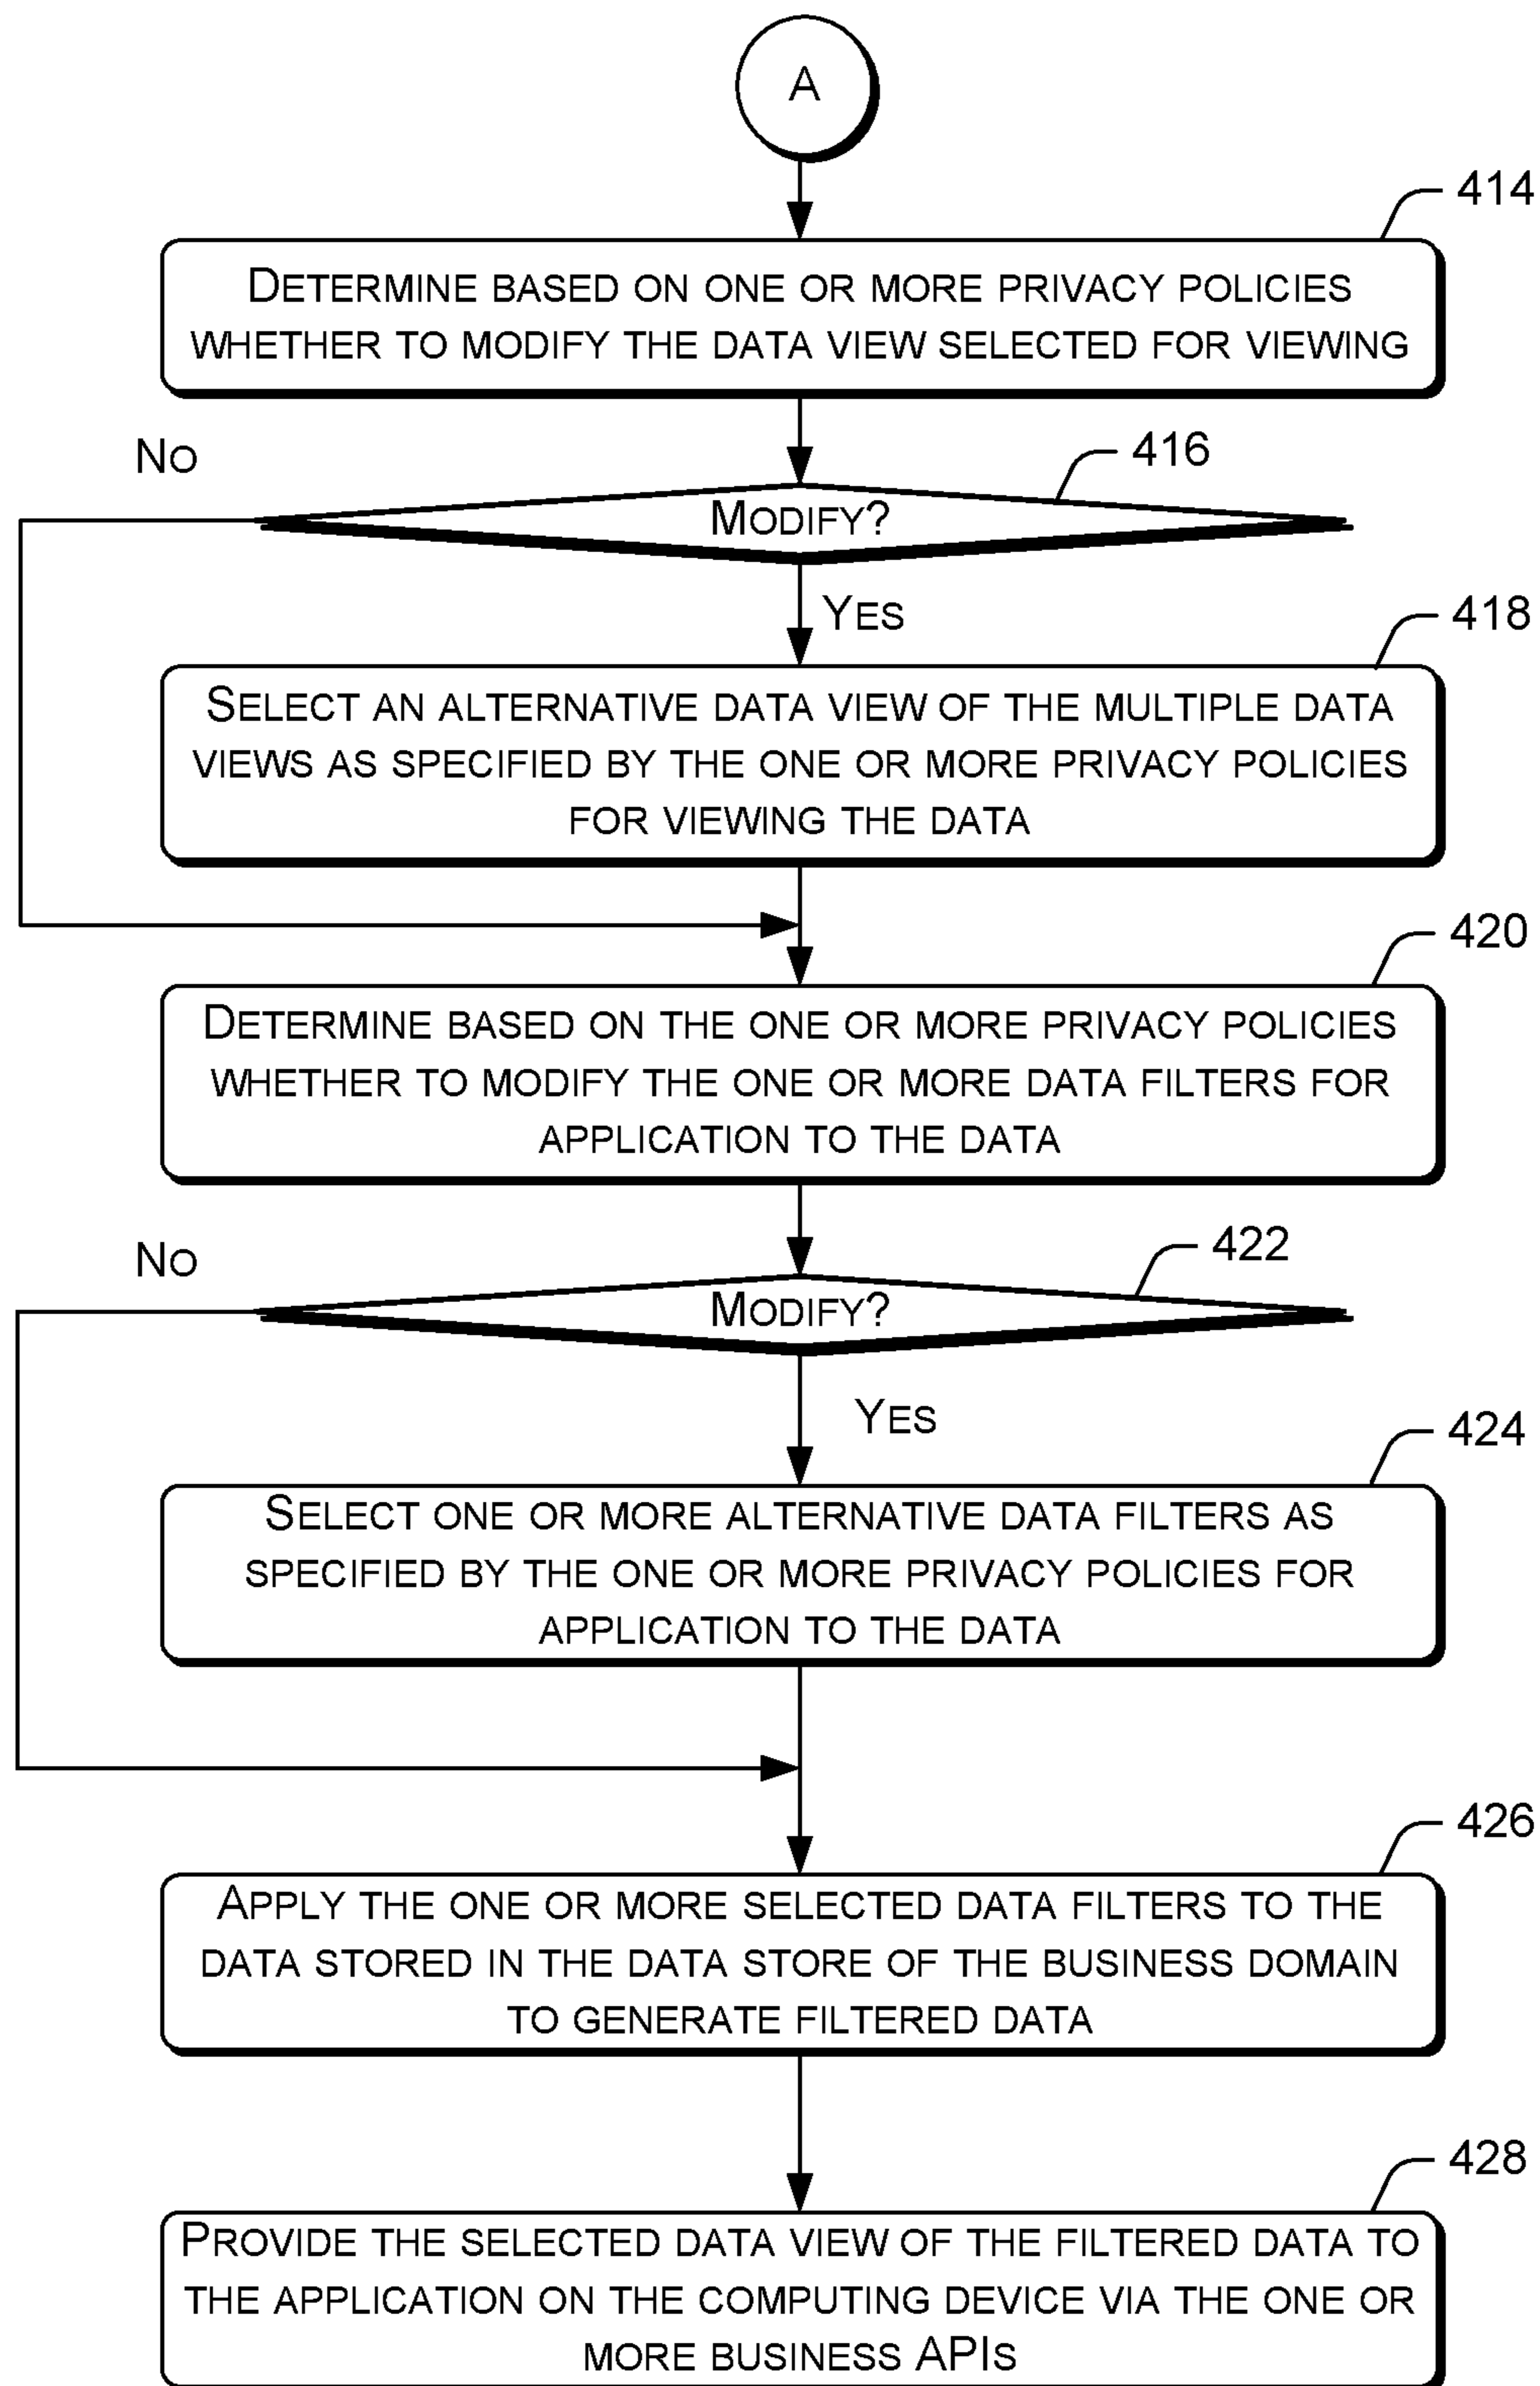 A
414
DETERMINE BASED ON ONE OR MORE PRIVACY POLICIES
WHETHER TO MODIFY THE DATA VIEW SELECTED FOR VIEWING
NO
416
MODIFY?
YES
418
SELECT AN ALTERNATIVE DATA VIEW OF THE MULTIPLE DATA
VIEWS AS SPECIFIED BY THE ONE OR MORE PRIVACY POLICIES
FOR VIEWING THE DATA
420
DETERMINE BASED ON THE ONE OR MORE PRIVACY POLICIES
WHETHER TO MODIFY THE ONE OR MORE DATA FILTERS FOR
APPLICATION TO THE DATA
NO
422
MODIFY?
YES
424
SELECT ONE OR MORE ALTERNATIVE DATA FILTERS AS
SPECIFIED BY THE ONE OR MORE PRIVACY POLICIES FOR
APPLICATION TO THE DATA
426
APPLY THE ONE OR MORE SELECTED DATA FILTERS TO THE
DATA STORED IN THE DATA STORE OF THE BUSINESS DOMAIN
TO GENERATE FILTERED DATA
428
PROVIDE THE SELECTED DATA VIEW OF THE FILTERED DATA TO
THE APPLICATION ON THE COMPUTING DEVICE VIA THE ONE OR
MORE BUSINESS APIS